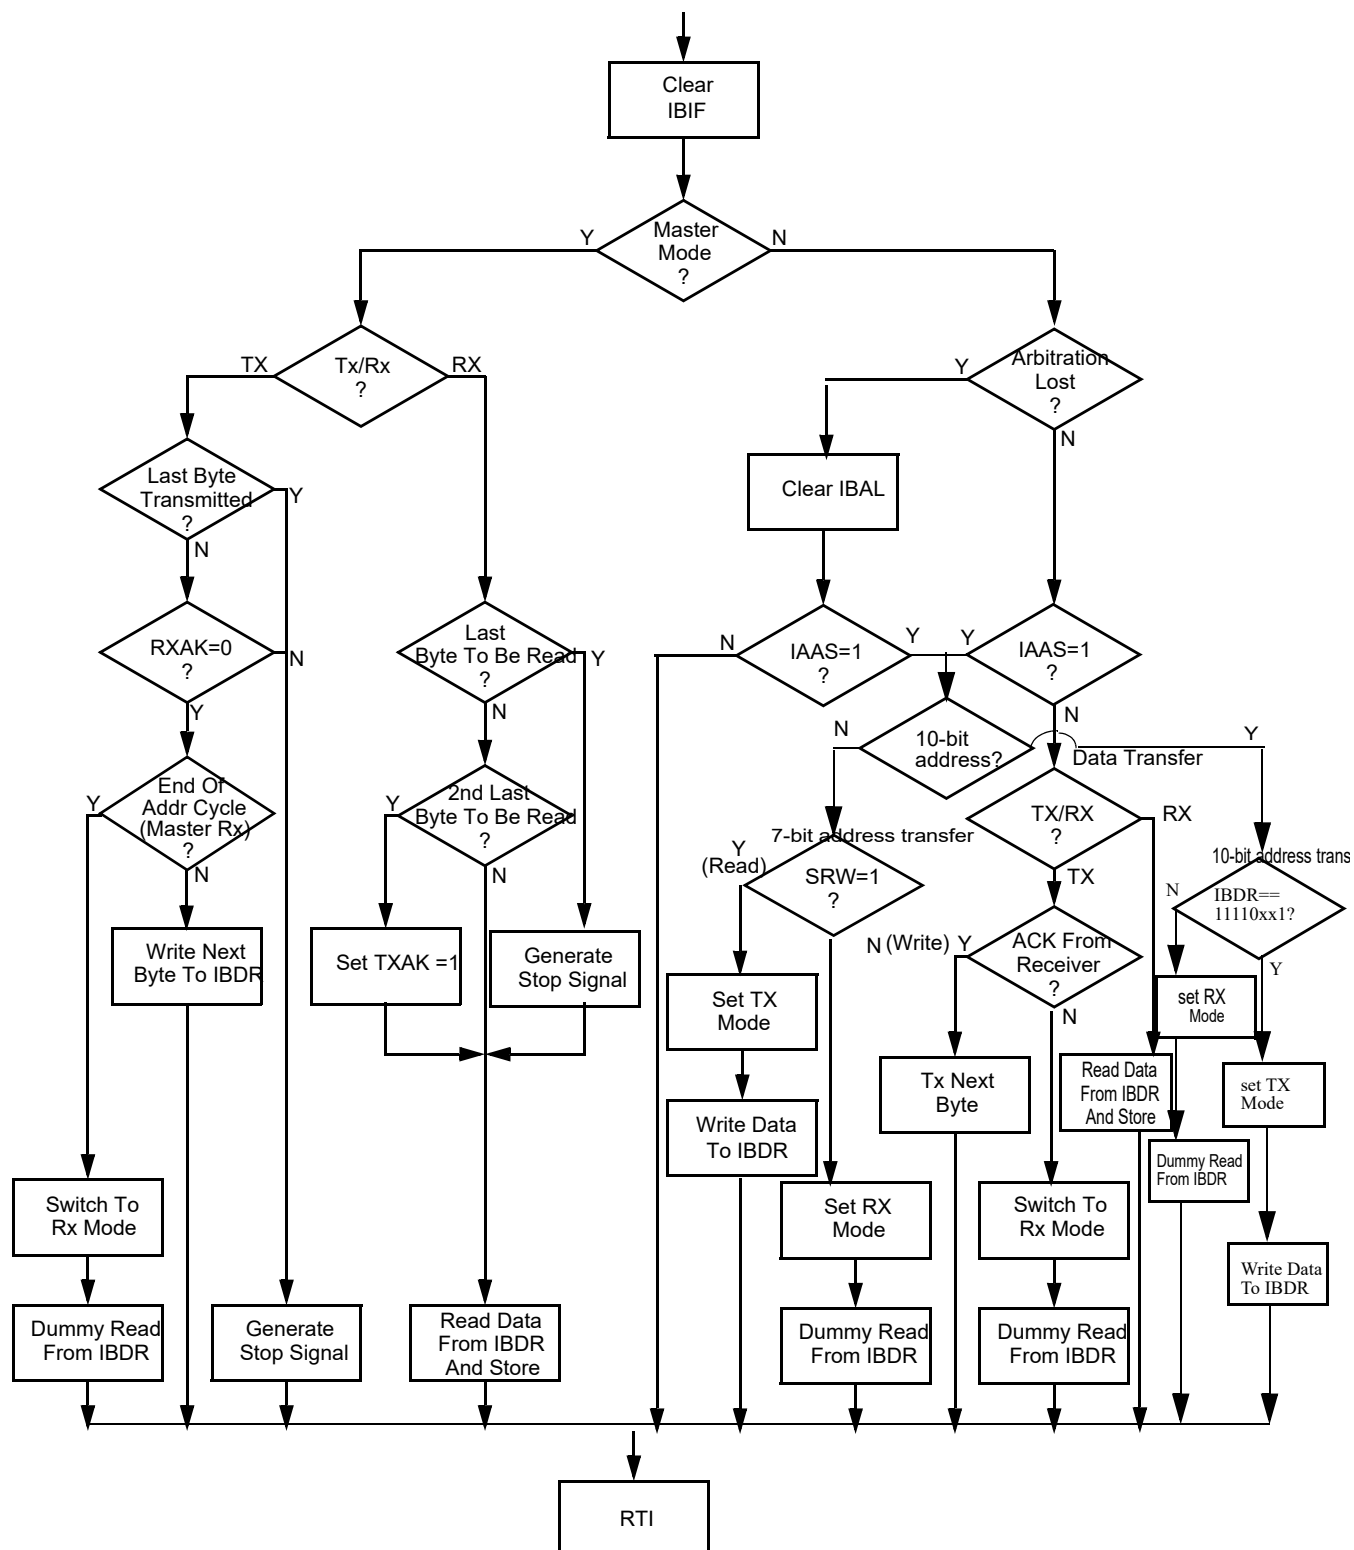 Clear
IBIF
Master
Mode
?
Y
N
Tx/Rx
?
TX
RX
Arbitration
Lost
?
Y
N
Last Byte
Transmitted
?
Y
N
Clear IBAL
RXAK=0
?
N
Y
Last
Byte To Be Read
?
Y
N
IAAS=1
?
N
Y
IAAS=1
?
Y
N
10-bit
address?
N
Y
Data Transfer
End Of
Addr Cycle
(Master Rx)
?
Y
N
2nd Last
Byte To Be Read
?
Y
N
7-bit address transfer
SRW=1
?
Y
(Read)
N (Write)
TX/RX
?
RX
TX
10-bit address trans
IBDR==
11110xx1?
N
Y
Write Next
Byte To IBDR
Set TXAK =1
Generate
Stop Signal
Set TX
Mode
ACK From
Receiver
?
Y
N
set RX
Mode
Write Data
To IBDR
Tx Next
Byte
Read Data
From IBDR
And Store
set TX
Mode
Dummy Read
From IBDR
Switch To
Rx Mode
Set RX
Mode
Switch To
Rx Mode
Write Data
To IBDR
Dummy Read
From IBDR
Generate
Stop Signal
Read Data
From IBDR
And Store
Dummy Read
From IBDR
Dummy Read
From IBDR
RTI